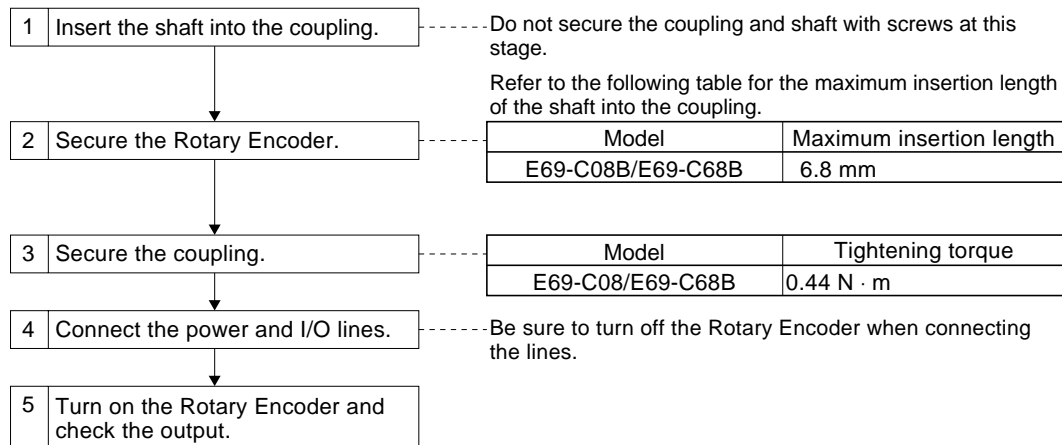 1 Insert the shaft into the coupling.
Do not secure the coupling and shaft with screws at this
stage.
Refer to the following table for the maximum insertion length
of the shaft into the coupling.
2 Secure the Rotary Encoder.
Model Maximum insertion length
E69-C08B/E69-C68B 6.8 mm
3 Secure the coupling.
Model Tightening torque
E69-C08/E69-C68B 0.44 N · m
4 Connect the power and I/O lines.
Be sure to turn off the Rotary Encoder when connecting
the lines.
5 Turn on the Rotary Encoder and
check the output.